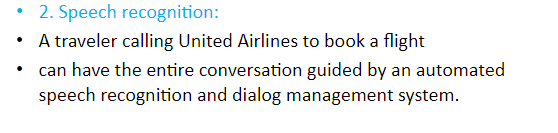 • 2. Speech recognition:
• A traveler calling United Airlines to book a flight
• can have the entire conversation guided by an automated
speech recognition and dialog management system.